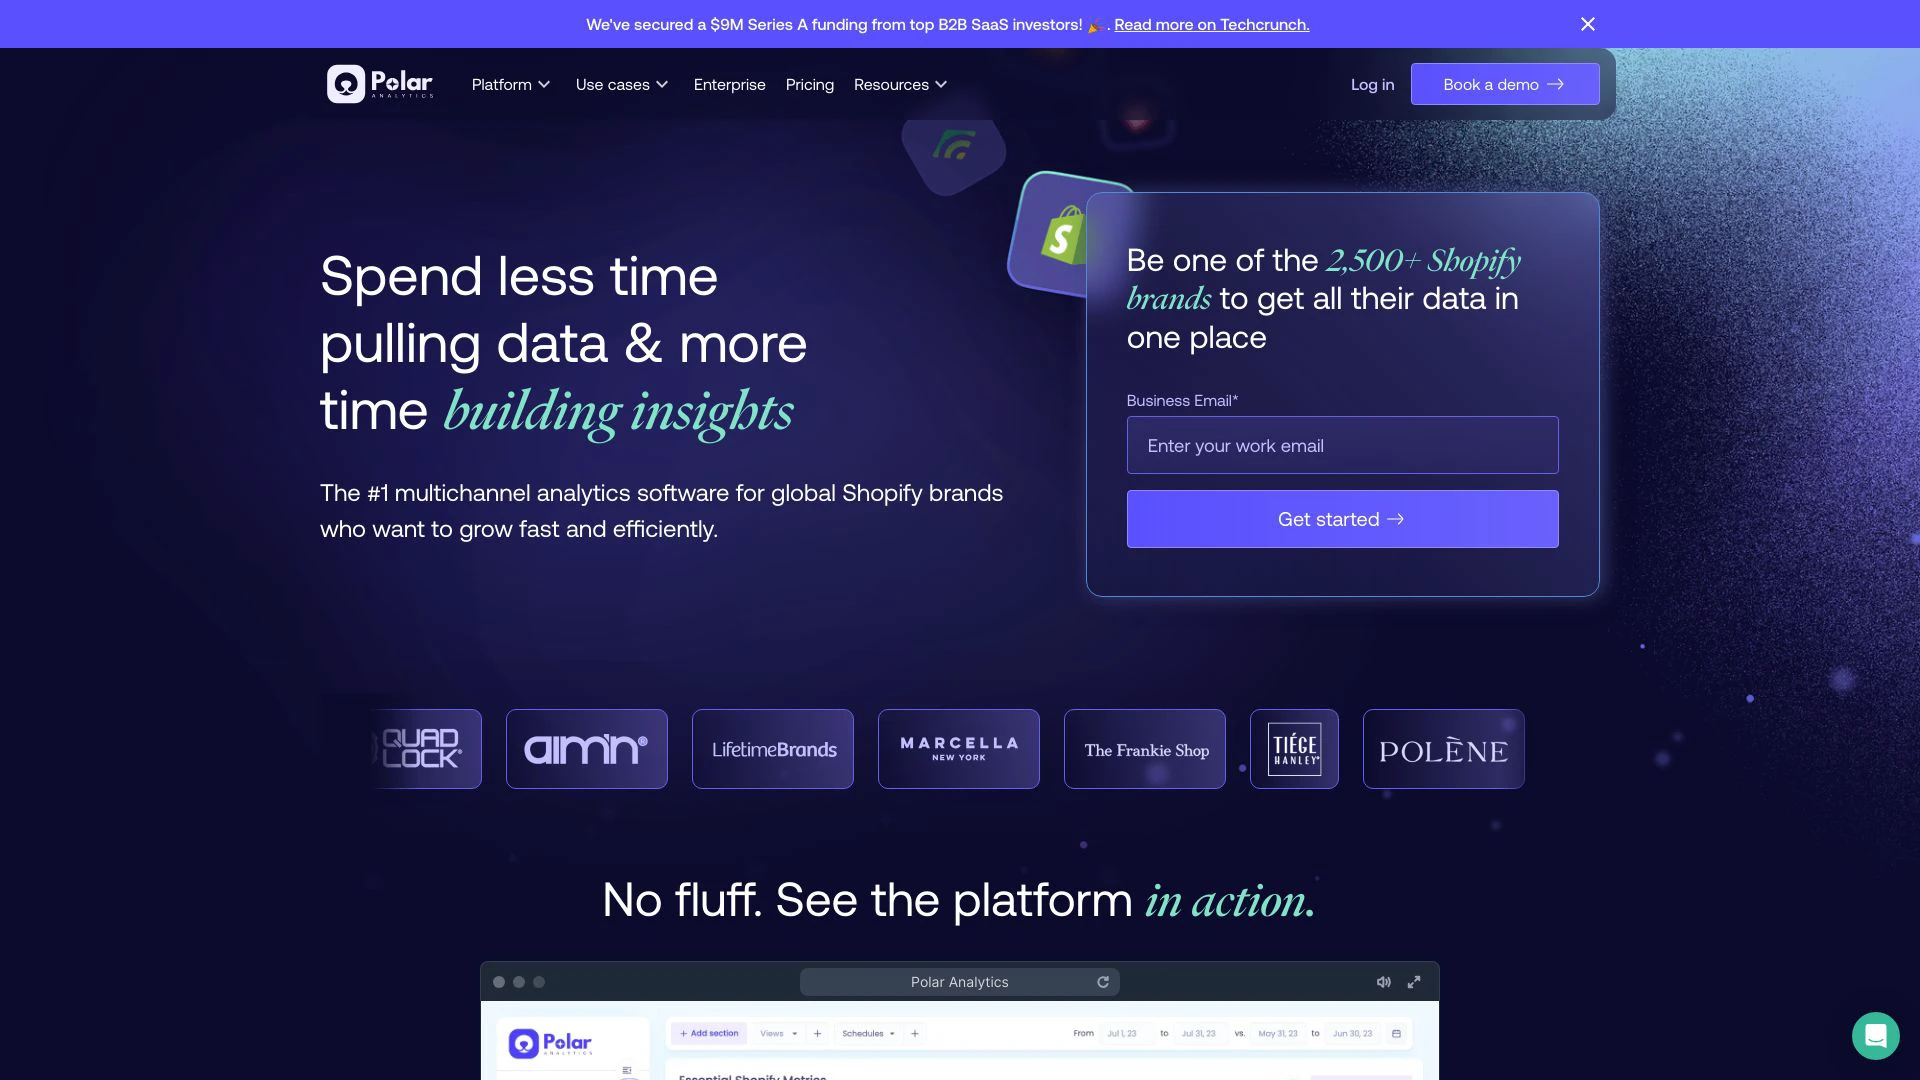 We've secured a $9M Series A funding from top B2B SaaS investors! 🎉. Read more on Techcrunch.
Polar
ANALYTICS
Platform
Use cases
Enterprise
Pricing
Resources
Log in
Book a demo →
Spend less time
pulling data & more
time building insights
The #1 multichannel analytics software for global Shopify brands
who want to grow fast and efficiently.
Be one of the 2,500+ Shopify
brands to get all their data in
one place
Business Email*
Enter your work email
Get started →
QUAD
LOCK®
aim'n®
LifetimeBrands
MARCELLA
NEW YORK
The Frankie Shop
TIÉGE
HANLEY®
POLÈNE
No fluff. See the platform in action.
Polar Analytics
Polar
ANALYTICS
+ Add section
Views
+
Schedules
+
From
Jul 1, 23
to
Jul 31, 23
vs.
May 31, 23
to
Jun 30, 23
Essential Shopify Metrics